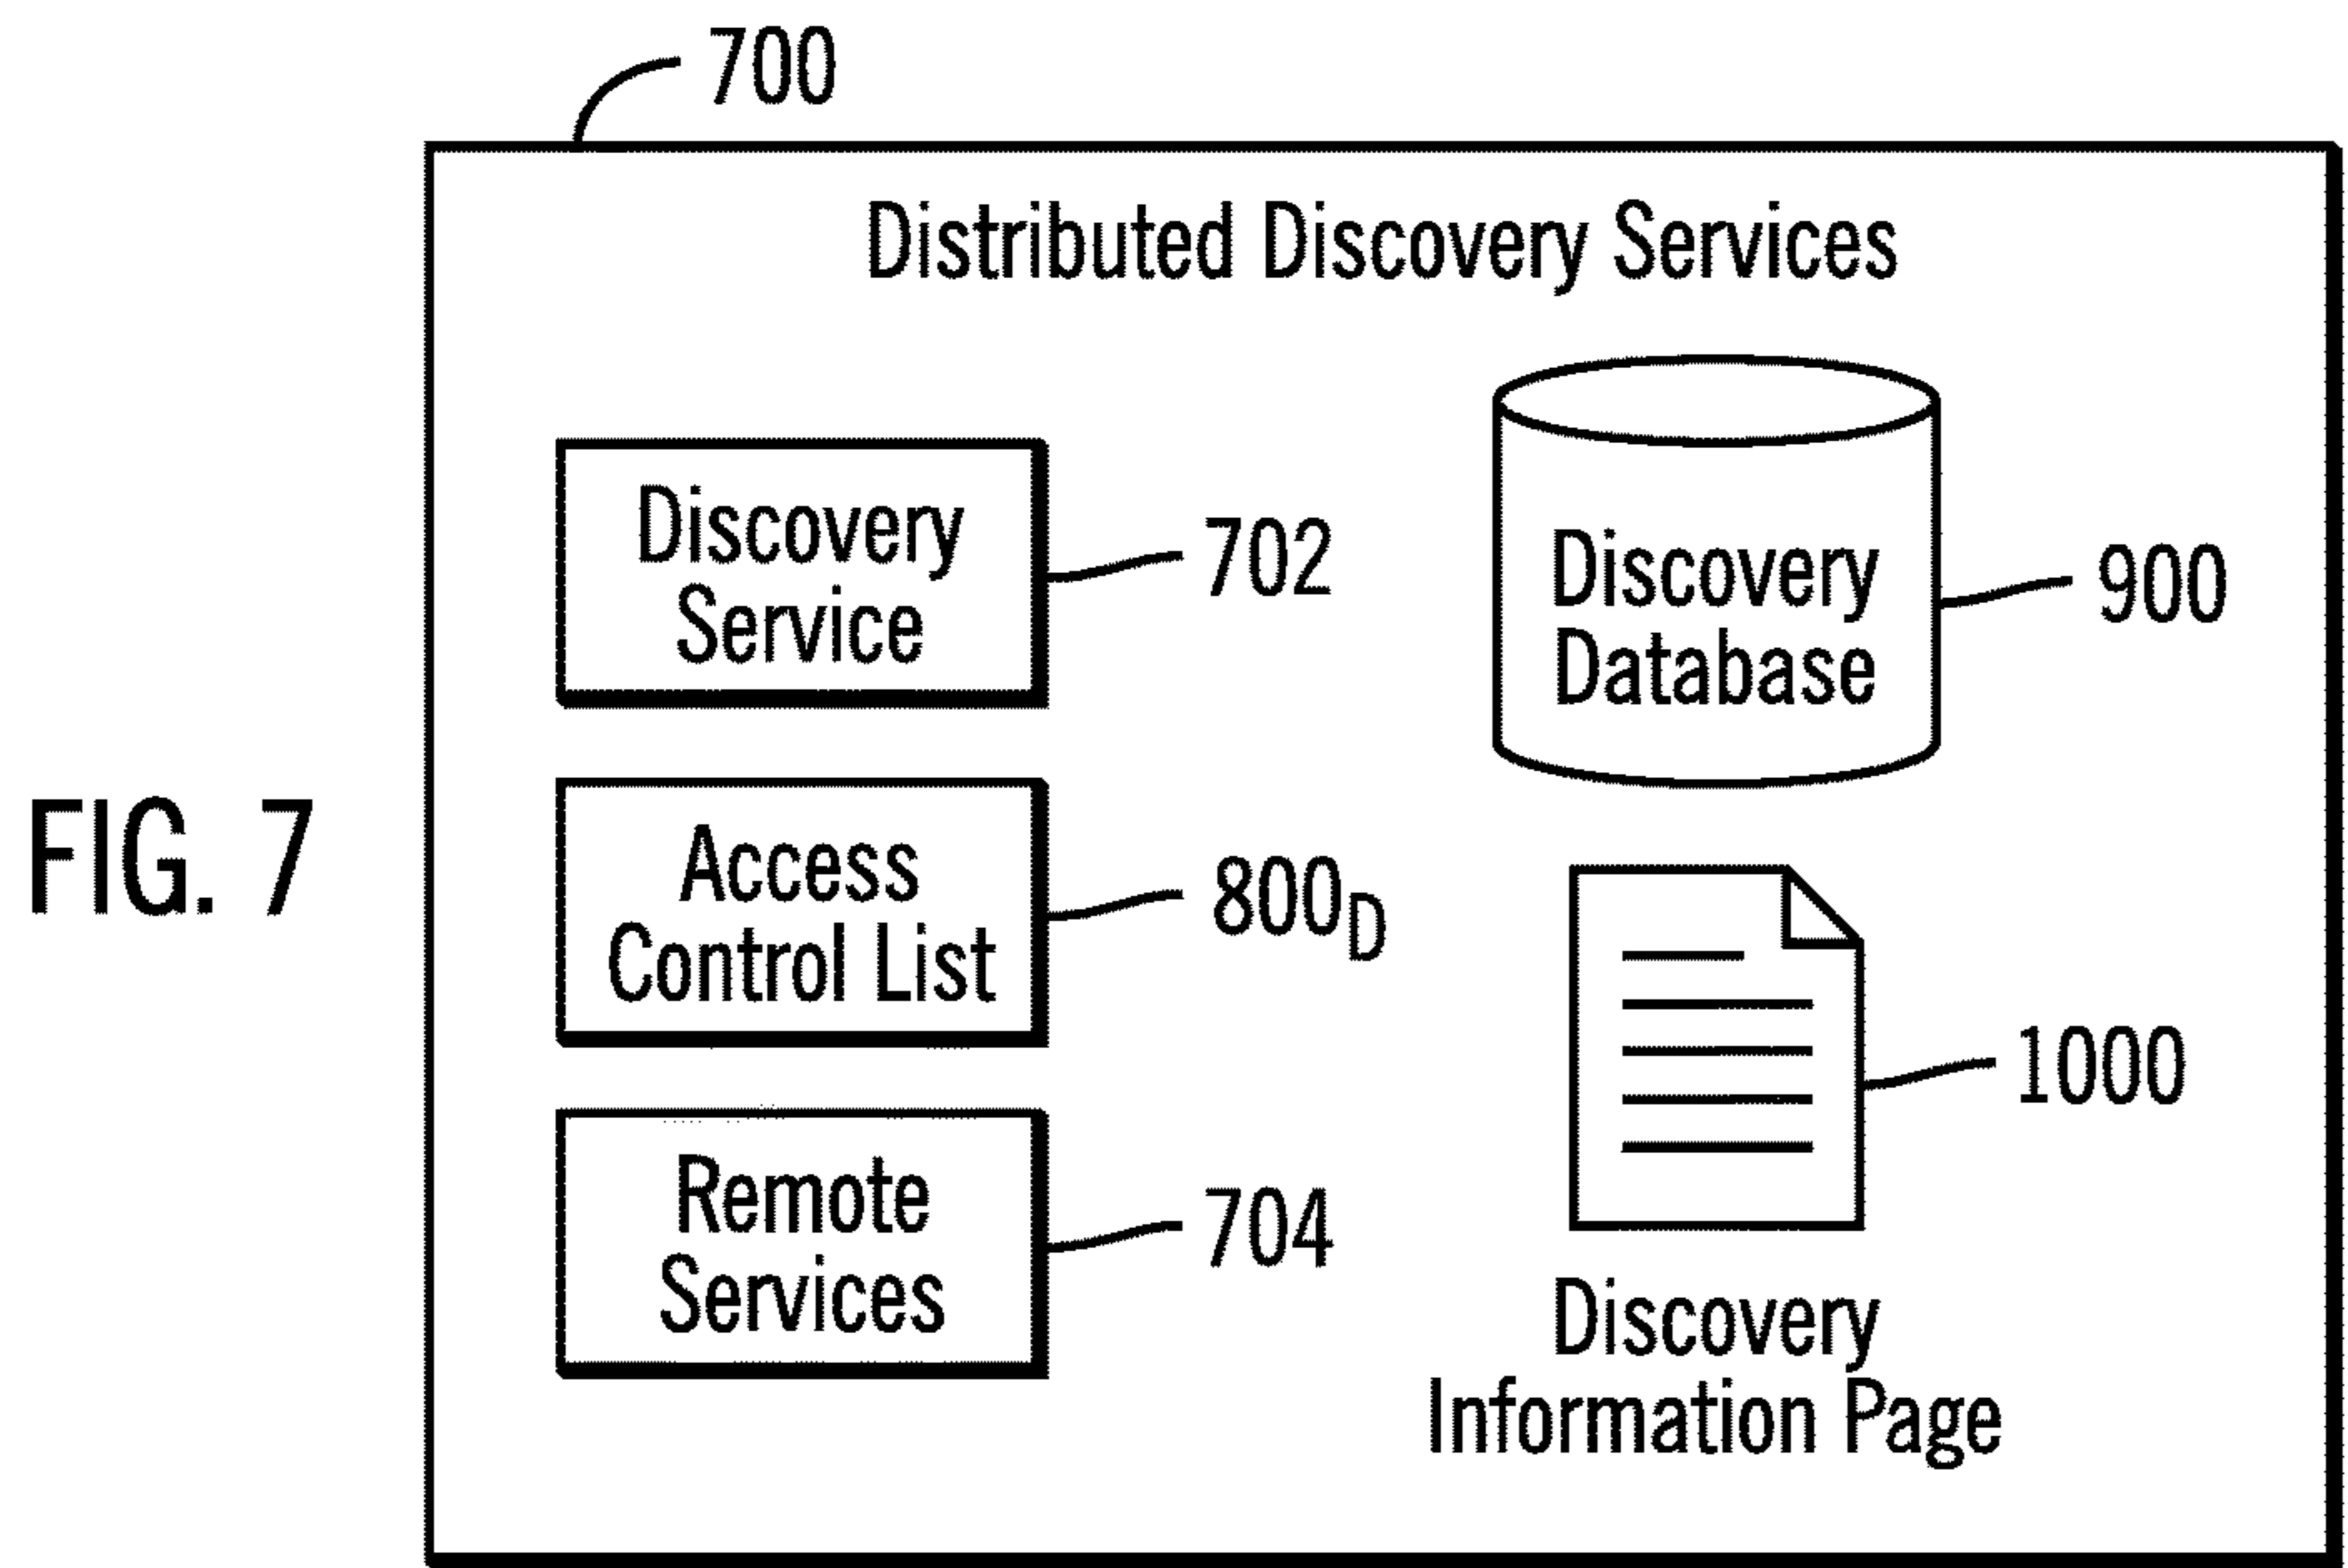 700
Distributed Discovery Services
Discovery
Service
702
Discovery
Database
900
FIG. 7
Access
Control List
800D
Remote
Services
704
1000
Discovery
Information Page